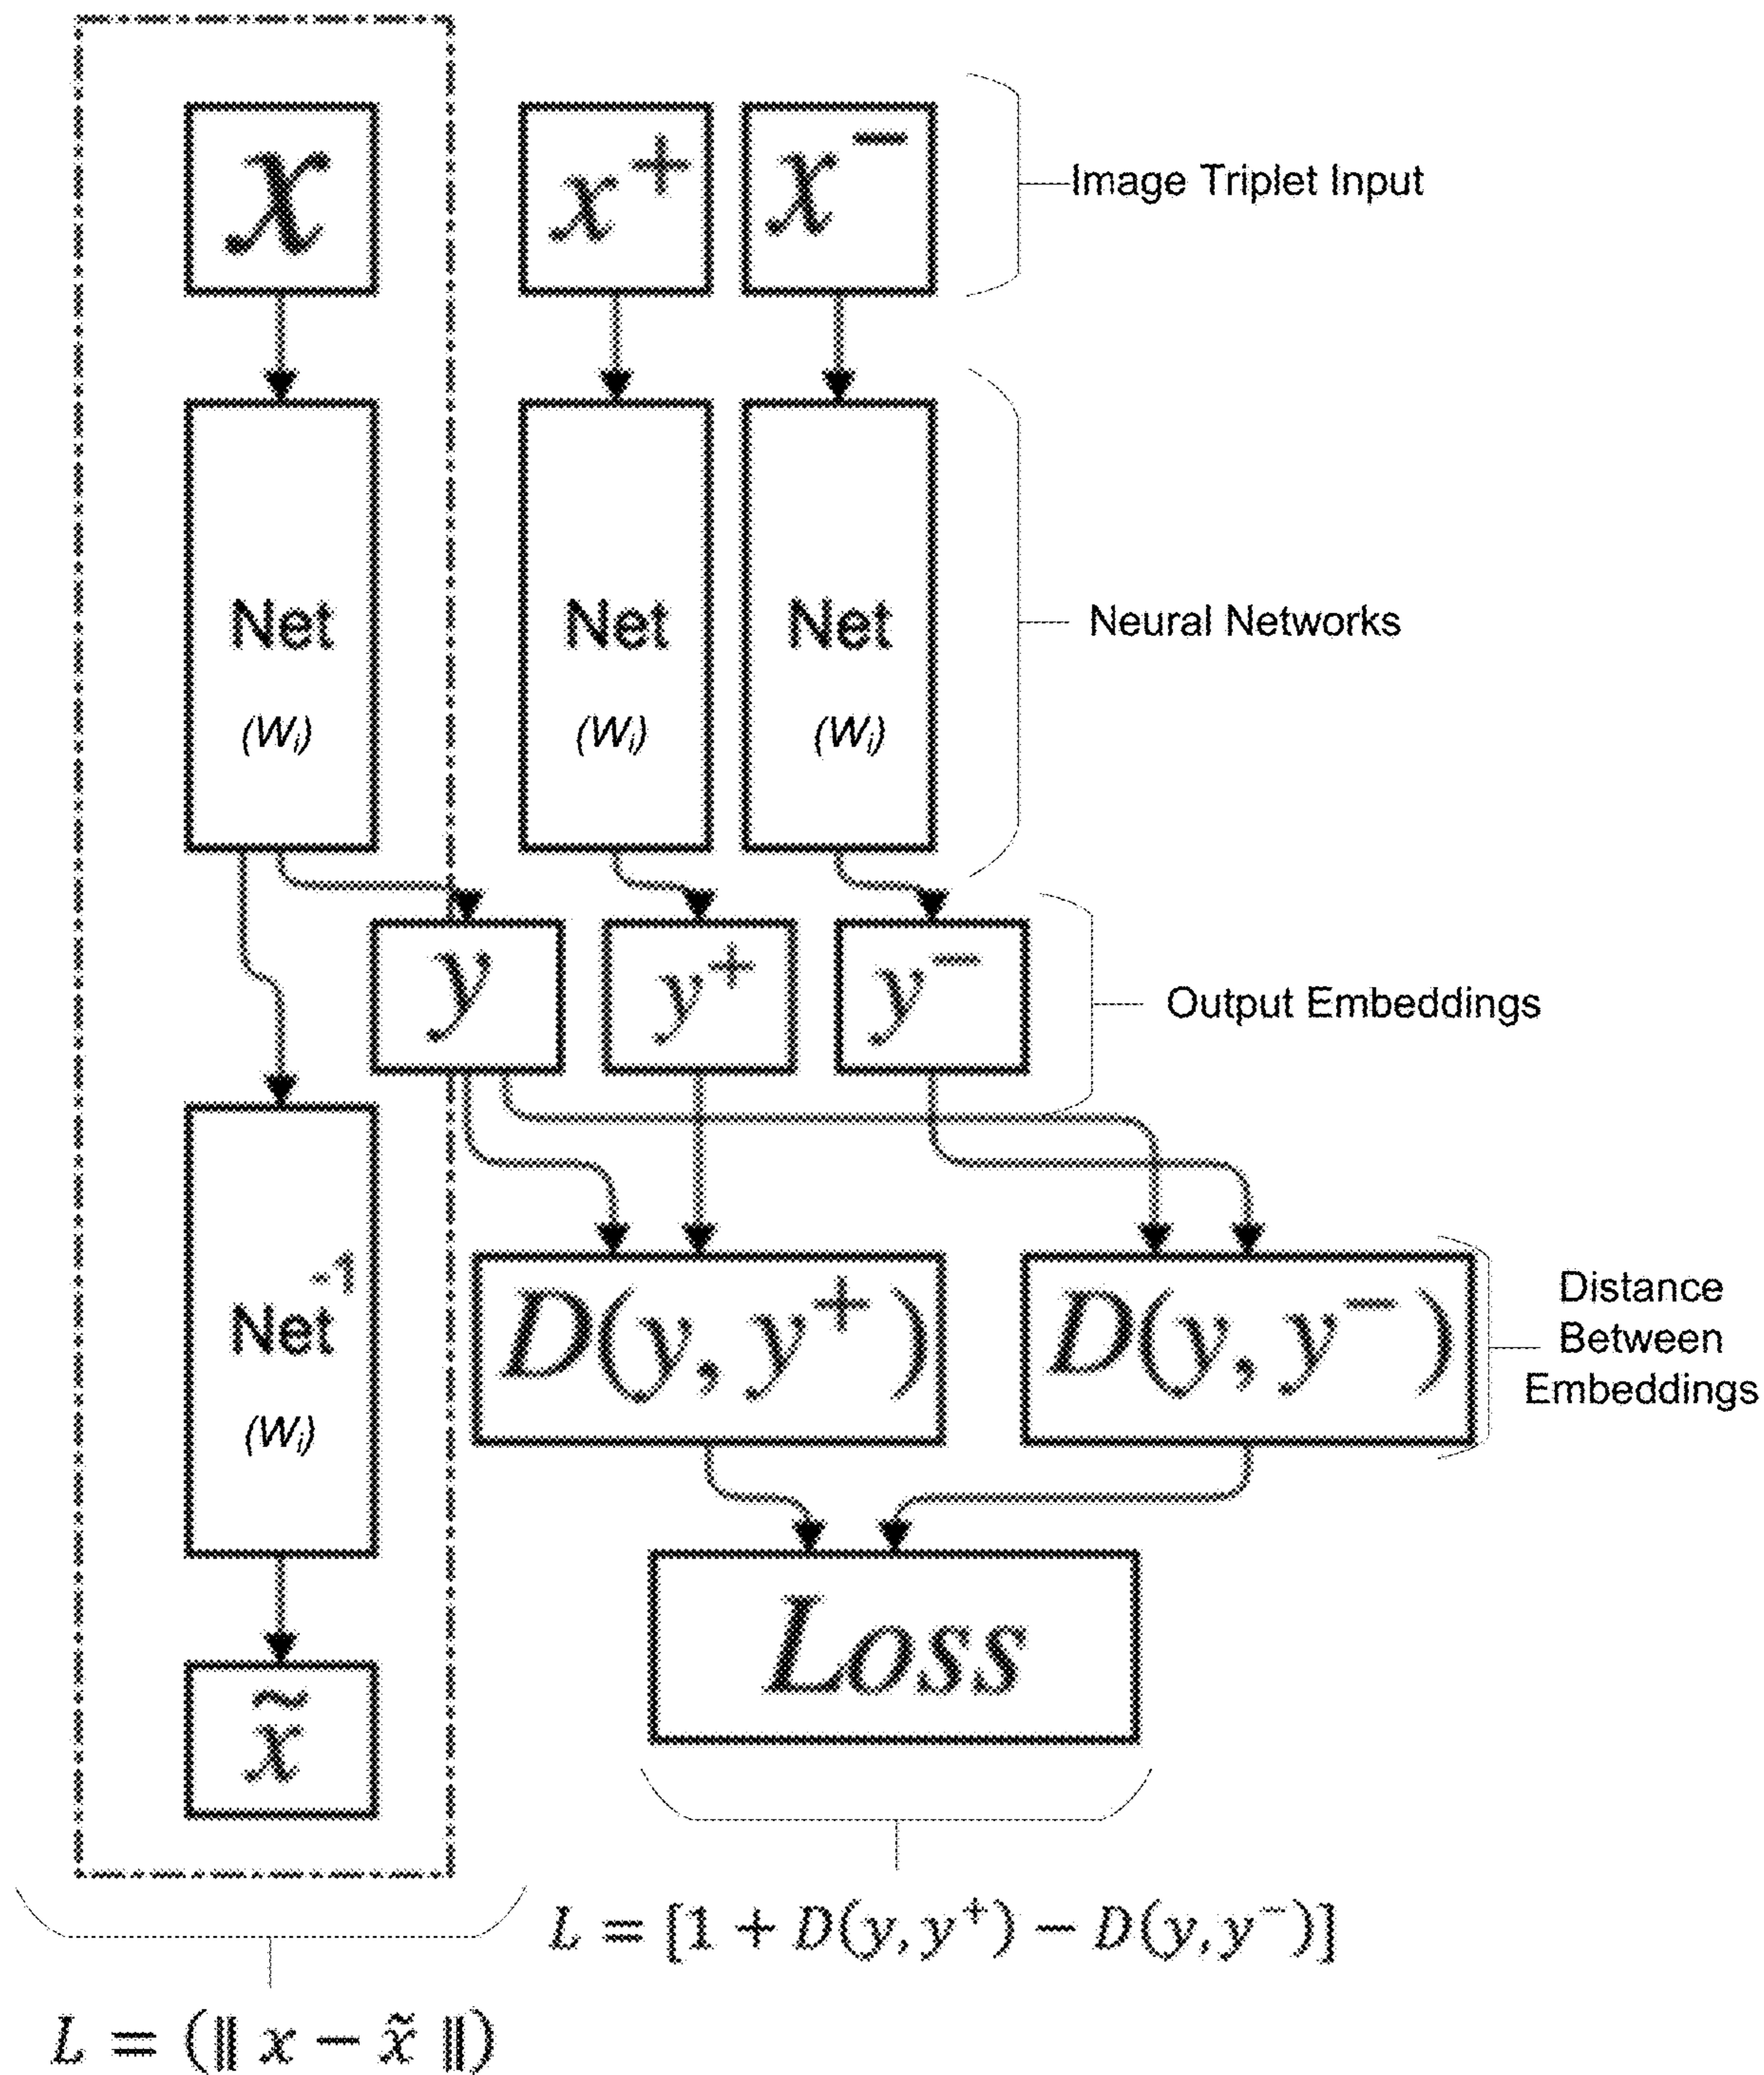 x x⁺ x⁻
Image Triplet Input
Net Net Net
Neural Networks
(Wᵢ) (Wᵢ) (Wᵢ)
y y⁺ y⁻
Output Embeddings
Net⁻¹
(Wᵢ)
D(y, y⁺) D(y, y⁻)
Distance
Between
Embeddings
Loss
x̃
L = [1 + D(y, y⁺) − D(y, y⁻)]
L = (‖ x − x̃ ‖)